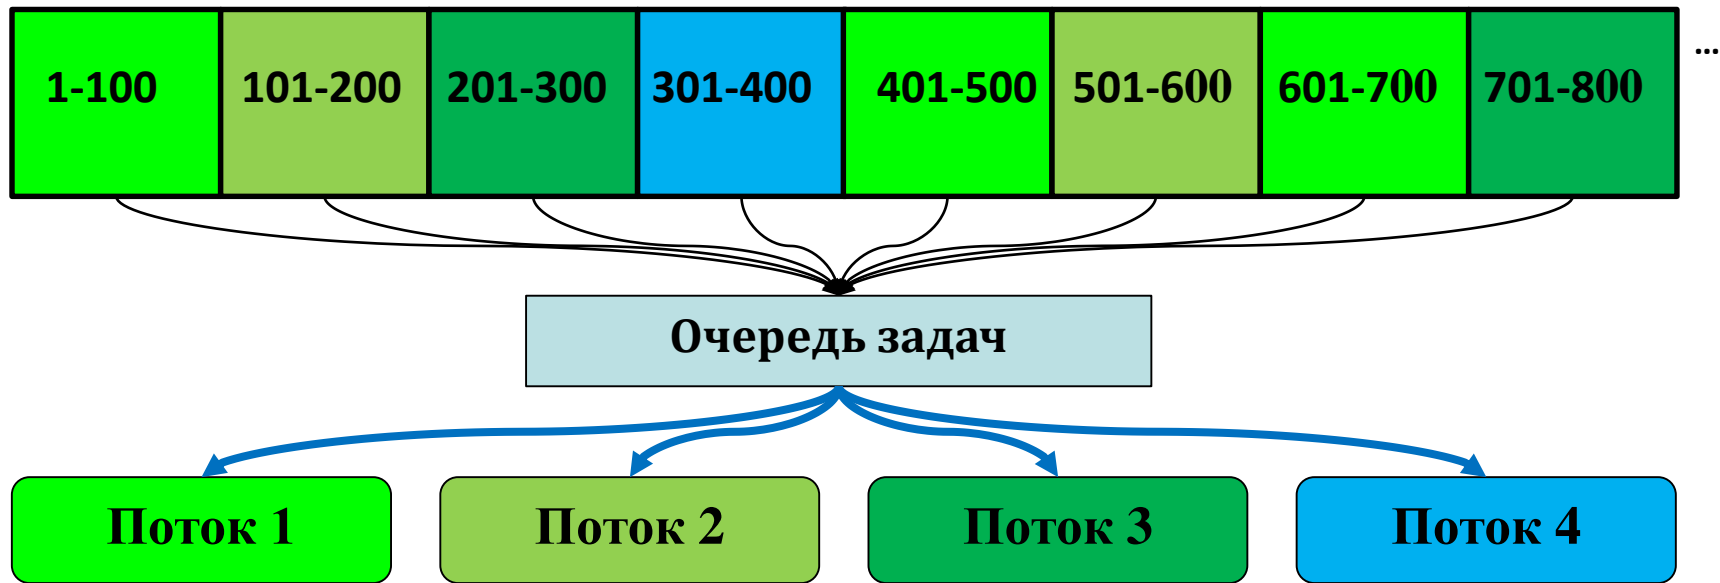 1-100 101-200 201-300 301-400 401-500 501-600 601-700 701-800 ...
Очередь задач
Поток 1 Поток 2 Поток 3 Поток 4